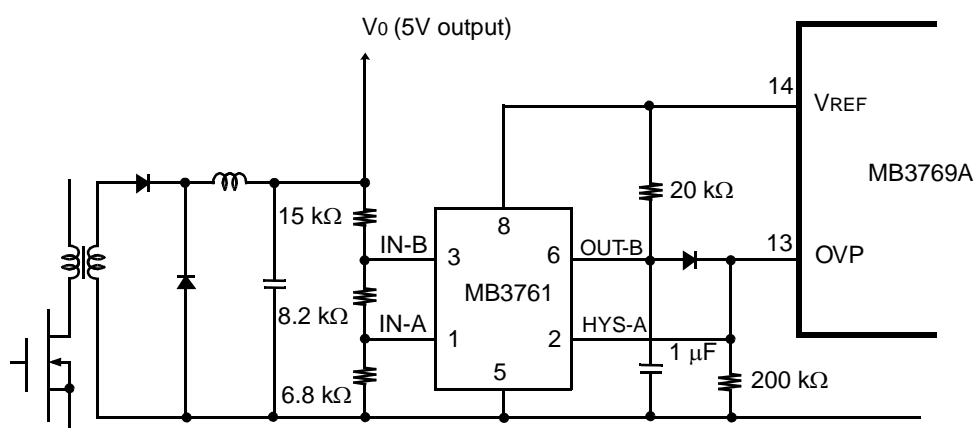 V0 (5V output)
14
VREF
MB3769A
20 kΩ
15 kΩ
8
IN-B
3
6
OUT-B
13
OVP
MB3761
8.2 kΩ
IN-A
1
2
HYS-A
1 μF
5
6.8 kΩ
200 kΩ